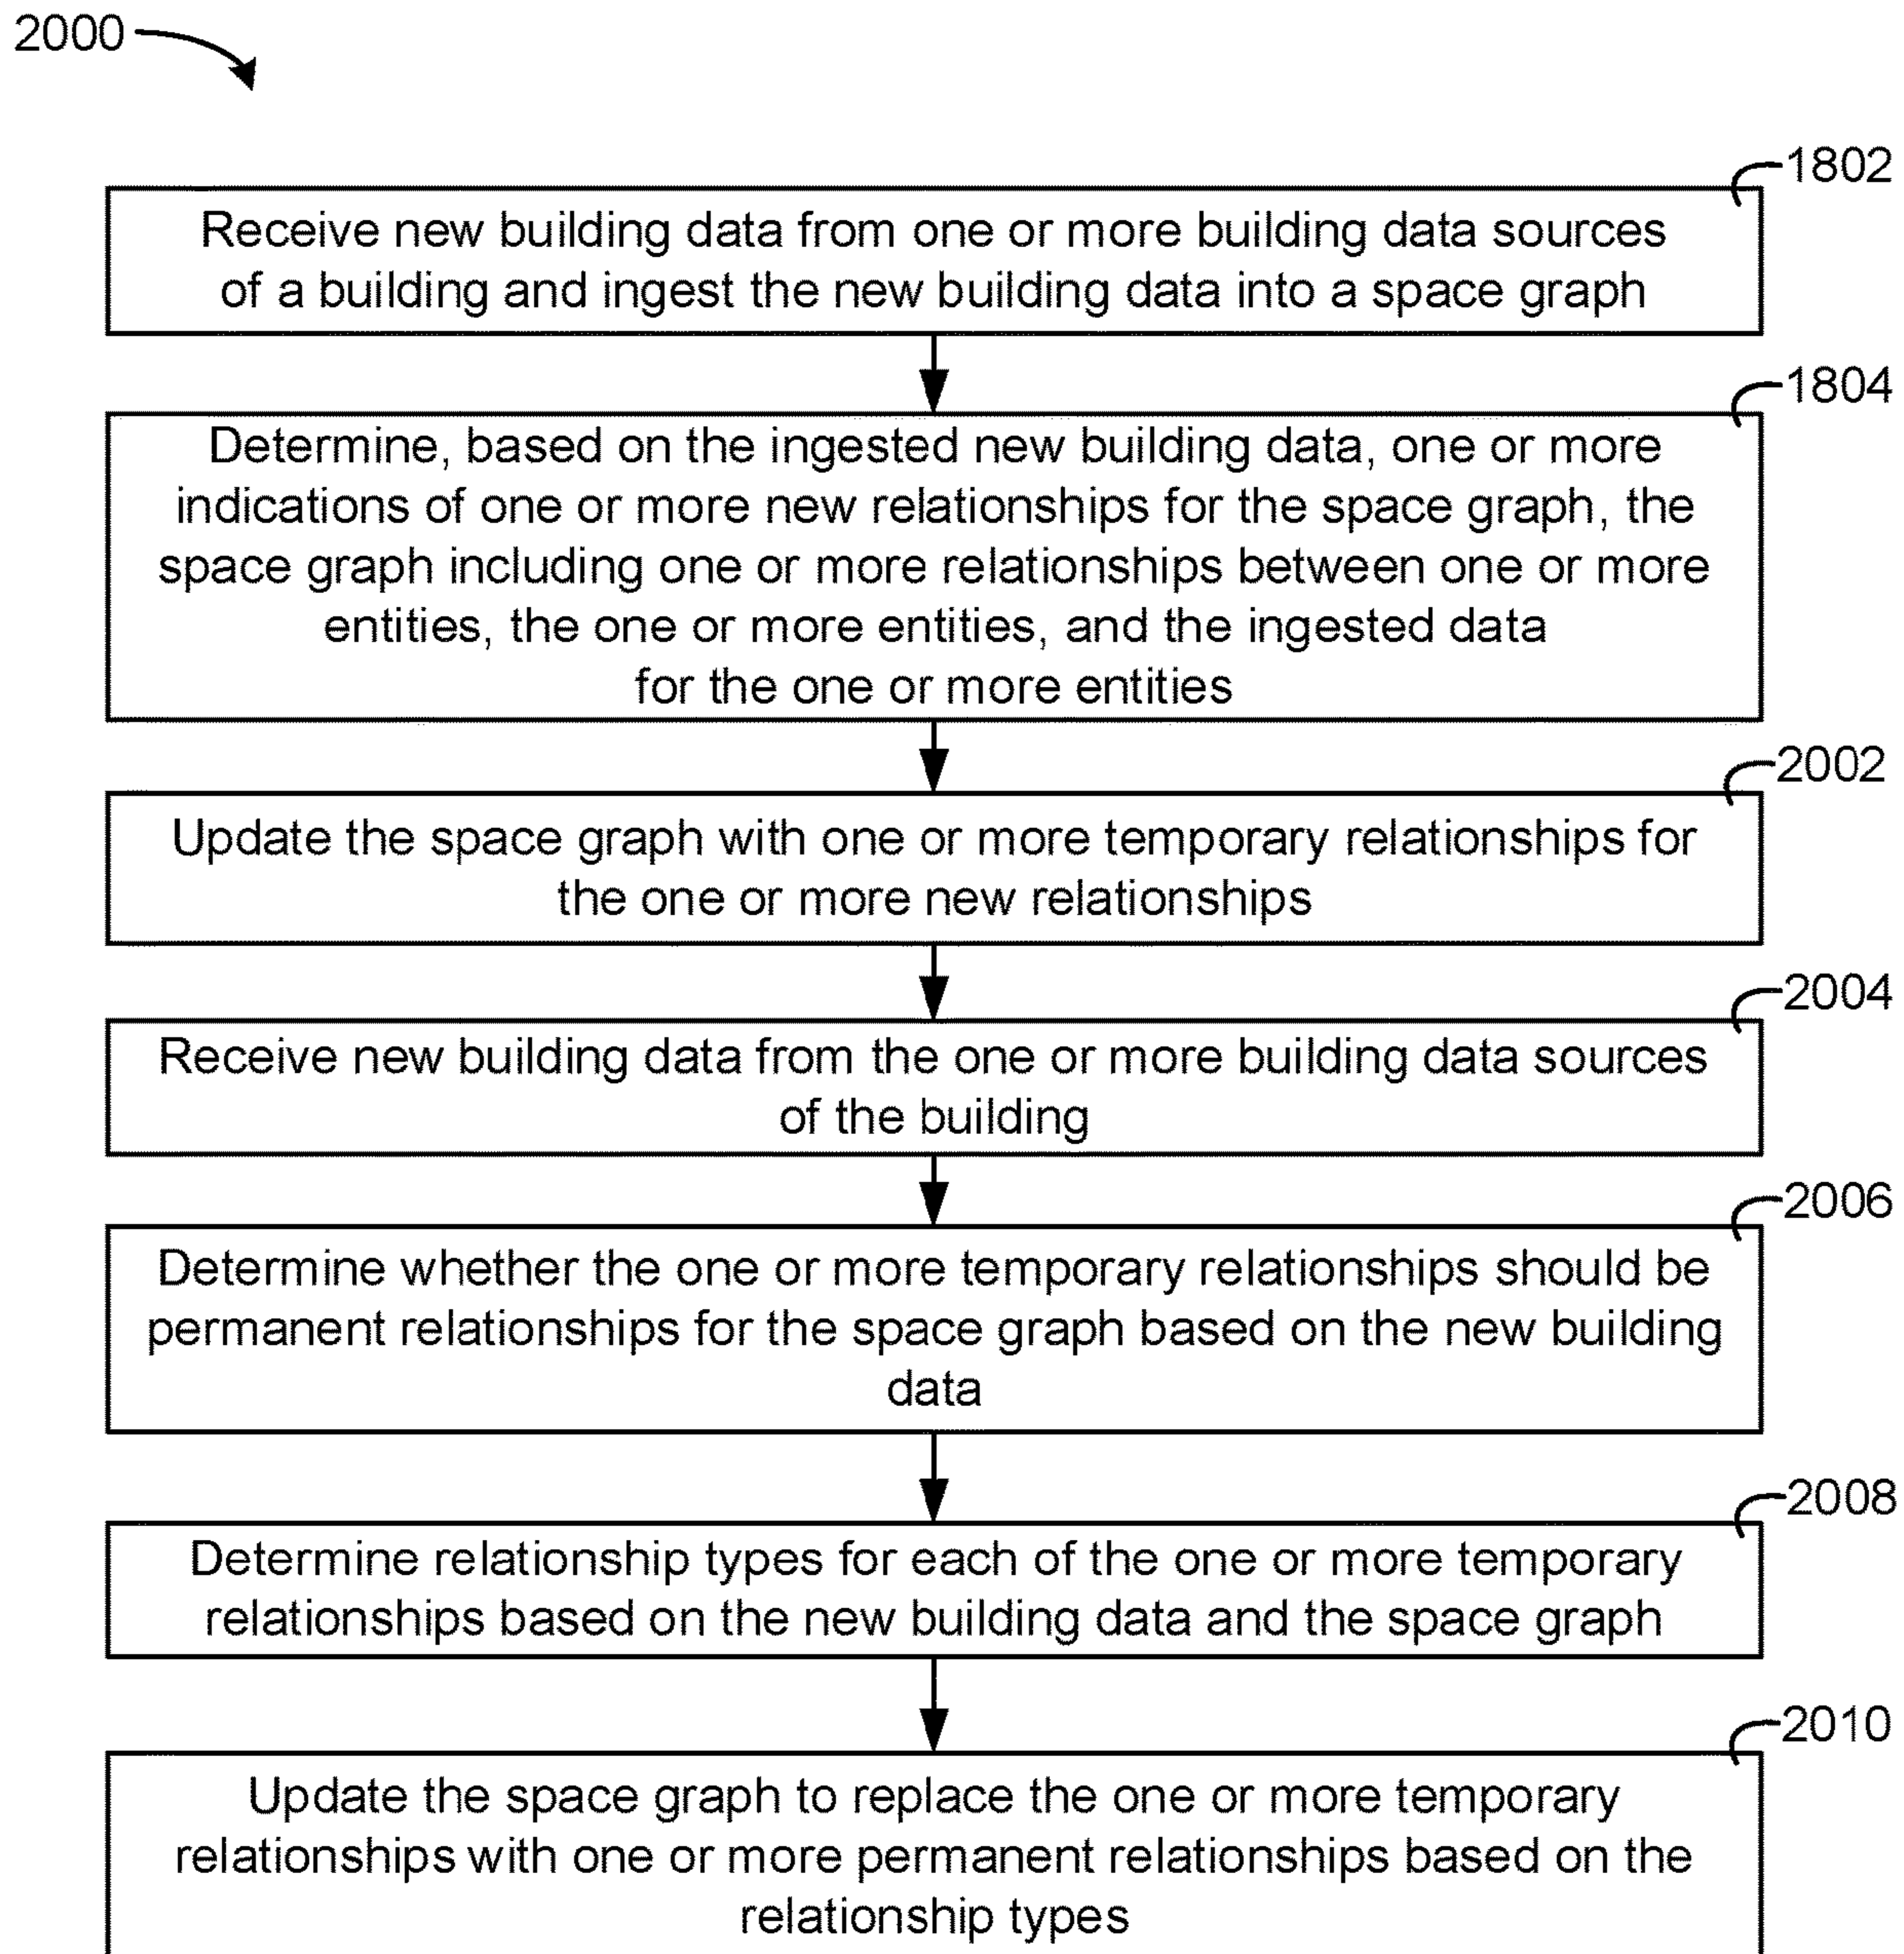 2000
1802
Receive new building data from one or more building data sources
of a building and ingest the new building data into a space graph
1804
Determine, based on the ingested new building data, one or more
indications of one or more new relationships for the space graph, the
space graph including one or more relationships between one or more
entities, the one or more entities, and the ingested data
for the one or more entities
2002
Update the space graph with one or more temporary relationships for
the one or more new relationships
2004
Receive new building data from the one or more building data sources
of the building
2006
Determine whether the one or more temporary relationships should be
permanent relationships for the space graph based on the new building
data
2008
Determine relationship types for each of the one or more temporary
relationships based on the new building data and the space graph
2010
Update the space graph to replace the one or more temporary
relationships with one or more permanent relationships based on the
relationship types